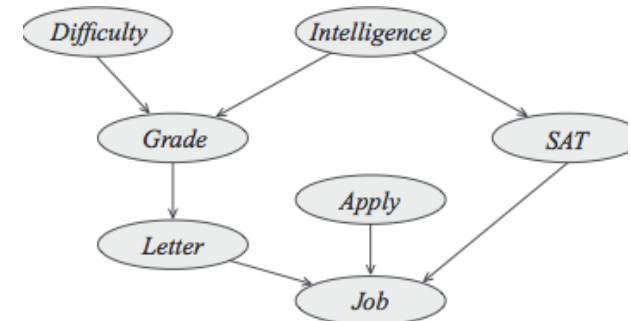 Difficulty
Intelligence
Grade
SAT
Apply
Letter
Job